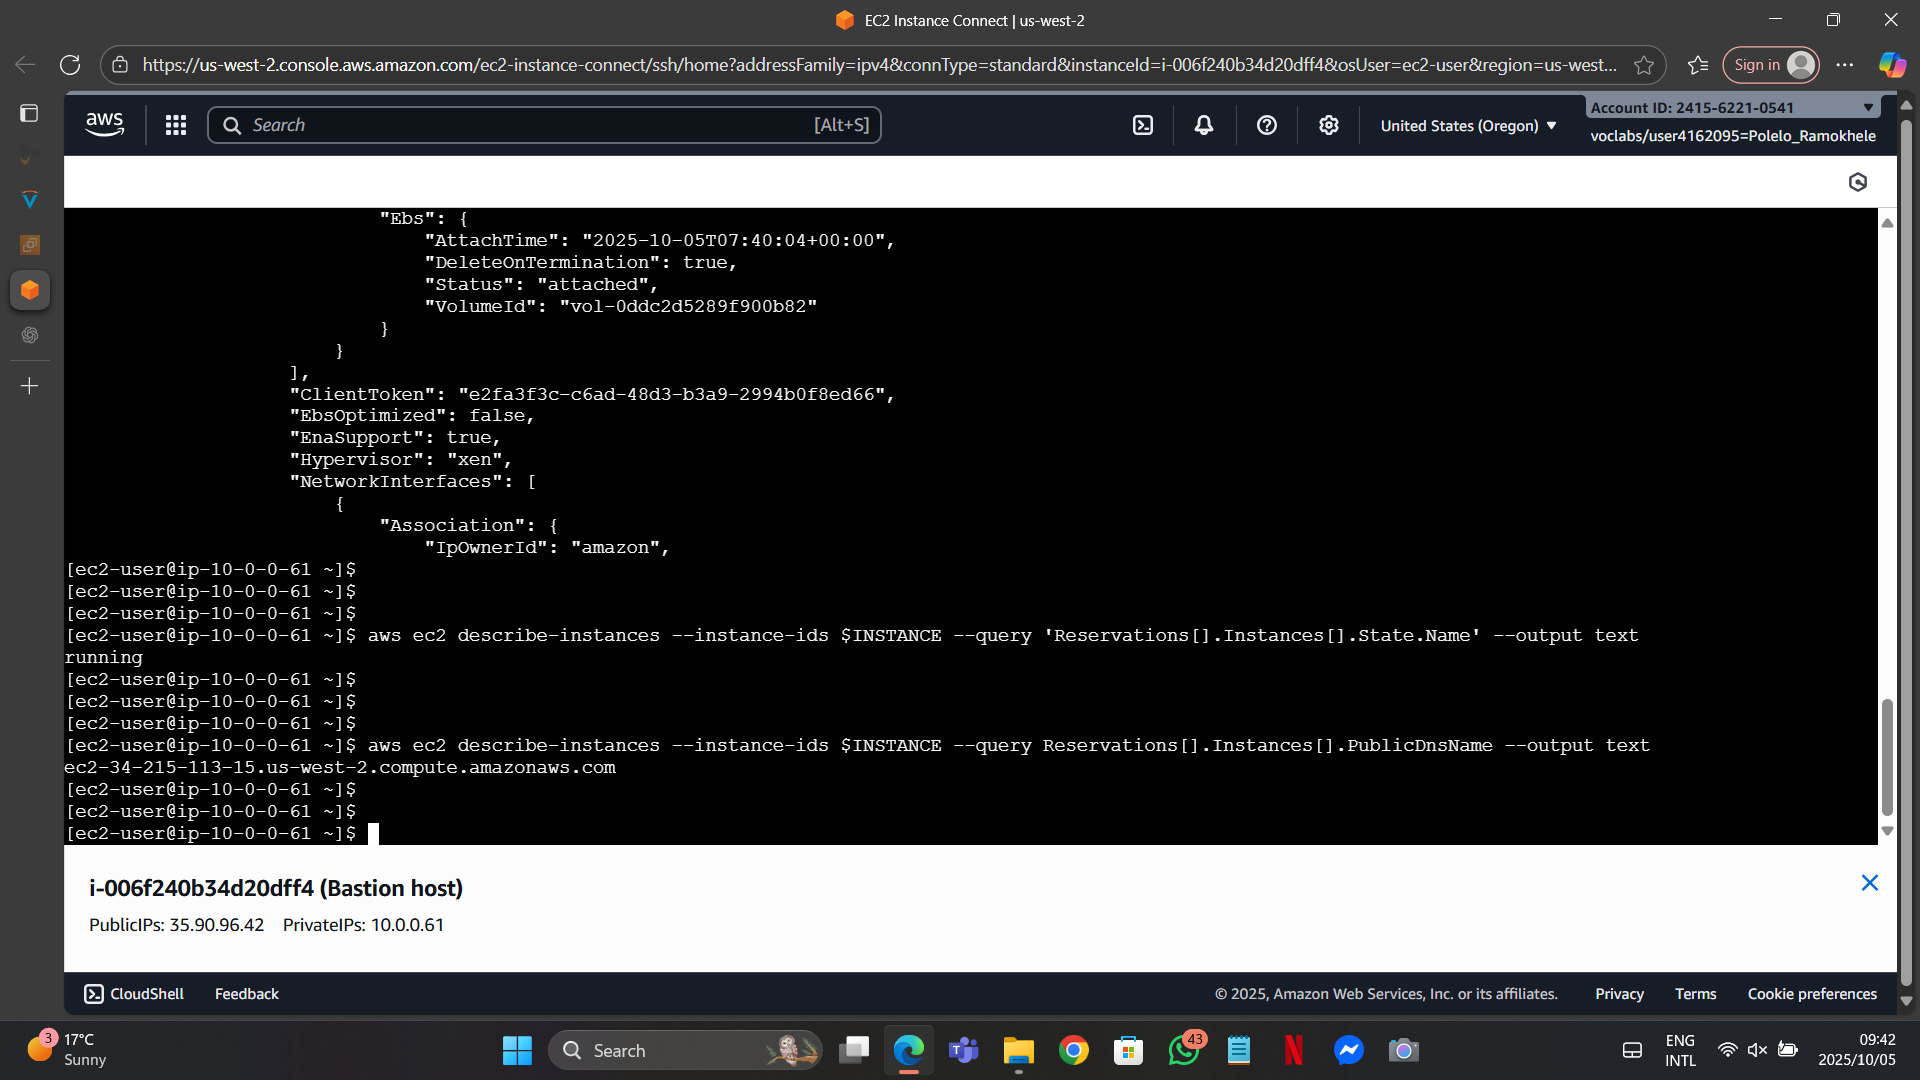 EC2 Instance Connect | us-west-2
https://us-west-2.console.aws.amazon.com/ec2-instance-connect/ssh/home?addressFamily=ipv4&connType=standard&instanceId=i-006f240b34d20dff4&osUser=ec2-user&region=us-west...
Sign in
aws
Search
[Alt+S]
United States (Oregon)
Account ID: 2415-6221-0541
voclabs/user4162095=Polelo_Ramokhele
"Ebs": {
"AttachTime": "2025-10-05T07:40:04+00:00",
"DeleteOnTermination": true,
"Status": "attached",
"VolumeId": "vol-0ddc2d5289f900b82"
}
}
],
"ClientToken": "e2fa3f3c-c6ad-48d3-b3a9-2994b0f8ed66",
"EbsOptimized": false,
"EnaSupport": true,
"Hypervisor": "xen",
"NetworkInterfaces": [
{
"Association": {
"IpOwnerId": "amazon",
[ec2-user@ip-10-0-0-61 ~]$
[ec2-user@ip-10-0-0-61 ~]$
[ec2-user@ip-10-0-0-61 ~]$
[ec2-user@ip-10-0-0-61 ~]$ aws ec2 describe-instances --instance-ids $INSTANCE --query 'Reservations[].Instances[].State.Name' --output text
running
[ec2-user@ip-10-0-0-61 ~]$
[ec2-user@ip-10-0-0-61 ~]$
[ec2-user@ip-10-0-0-61 ~]$
[ec2-user@ip-10-0-0-61 ~]$ aws ec2 describe-instances --instance-ids $INSTANCE --query Reservations[].Instances[].PublicDnsName --output text
ec2-34-215-113-15.us-west-2.compute.amazonaws.com
[ec2-user@ip-10-0-0-61 ~]$
[ec2-user@ip-10-0-0-61 ~]$
[ec2-user@ip-10-0-0-61 ~]$
i-006f240b34d20dff4 (Bastion host)
PublicIPs: 35.90.96.42 PrivateIPs: 10.0.0.61
CloudShell
Feedback
© 2025, Amazon Web Services, Inc. or its affiliates.
Privacy
Terms
Cookie preferences
3
17°C
Sunny
Search
43
ENG
INTL
09:42
2025/10/05